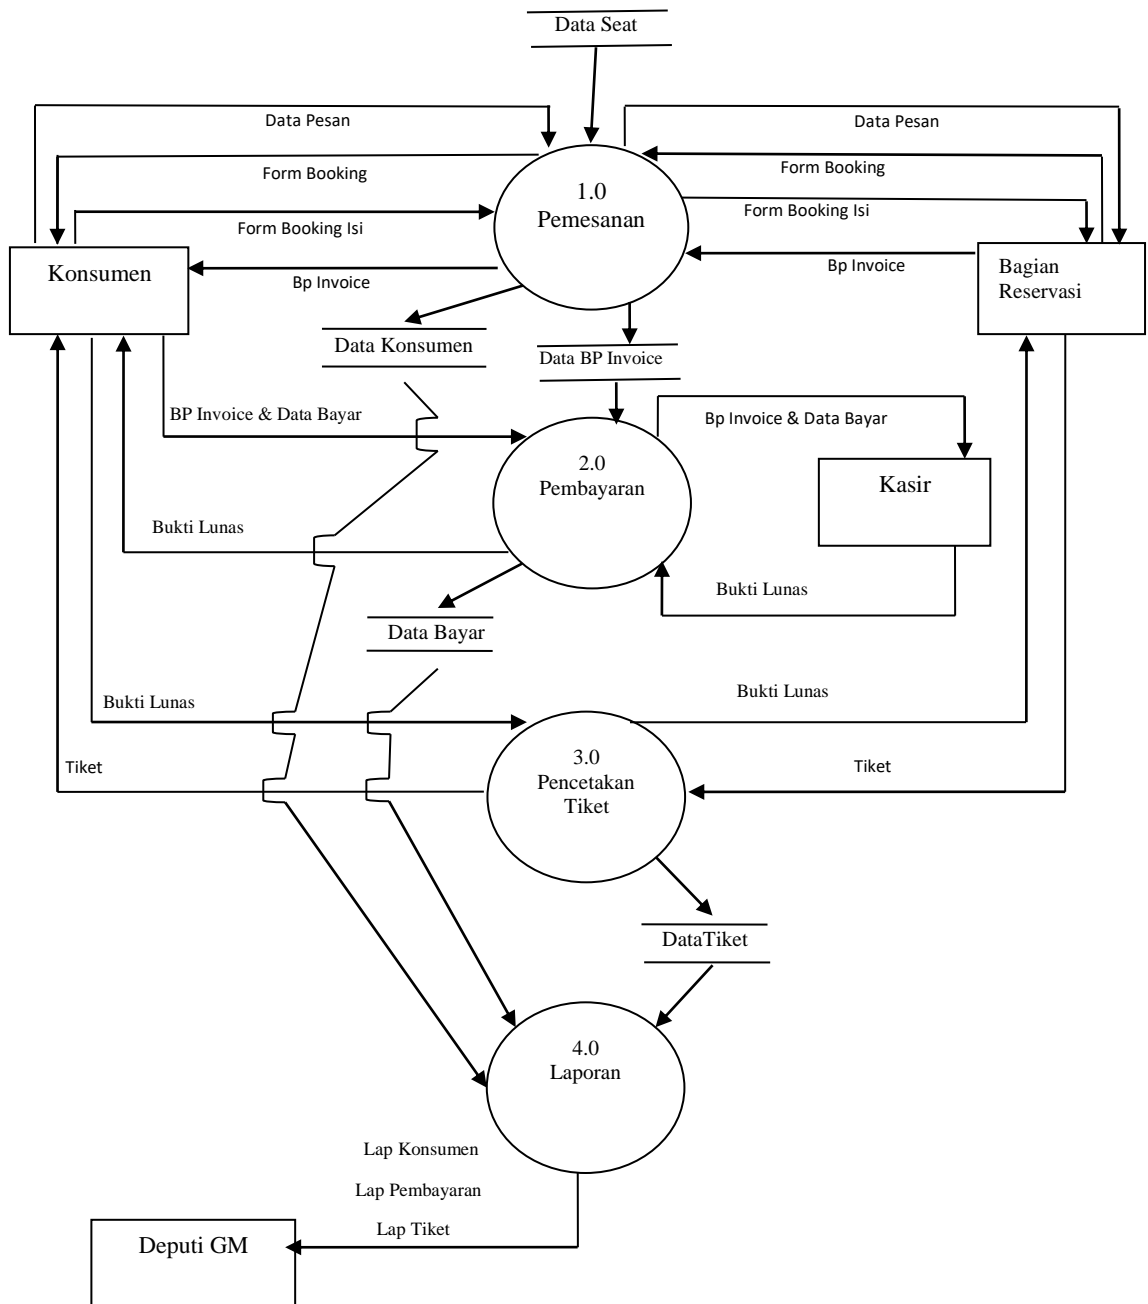 Data Seat
Data Pesan
Data Pesan
Form Booking
Form Booking
1.0
Pemesanan
Form Booking Isi
Form Booking Isi
Konsumen
Bp Invoice
Bp Invoice
Bagian
Reservasi
Data Konsumen
Data BP Invoice
BP Invoice & Data Bayar
Bp Invoice & Data Bayar
2.0
Pembayaran
Kasir
Bukti Lunas
Bukti Lunas
Data Bayar
Bukti Lunas
Bukti Lunas
3.0
Pencetakan
Tiket
Tiket
Tiket
DataTiket
4.0
Laporan
Lap Konsumen
Lap Pembayaran
Lap Tiket
Deputi GM